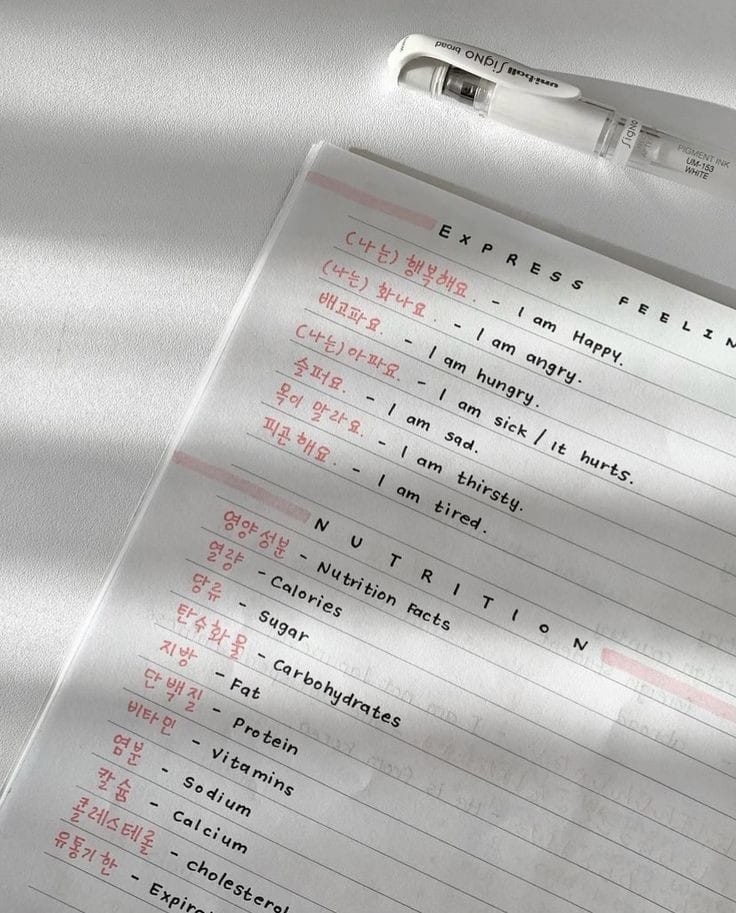 uni-ball Signo broad
Signo
PIGMENT INK
UM-153
WHITE
EXPRESS FEELIN
(나는) 행복해요. - I am Happy.
(나는) 화나요. - I am angry.
배고파요. - I am hungry.
(나는) 아파요. - I am sick / It hurts.
슬퍼요. - I am sad.
목이 말라요. - I am thirsty.
피곤해요. - I am tired.
NUTRITION
영양성분 - Nutrition Facts
열량 - Calories
당류 - Sugar
탄수화물 - Carbohydrates
지방 - Fat
단백질 - Protein
비타민 - Vitamins
염분 - Sodium
칼슘 - Calcium
콜레스테롤 - cholesterol
유통기한 - Expira